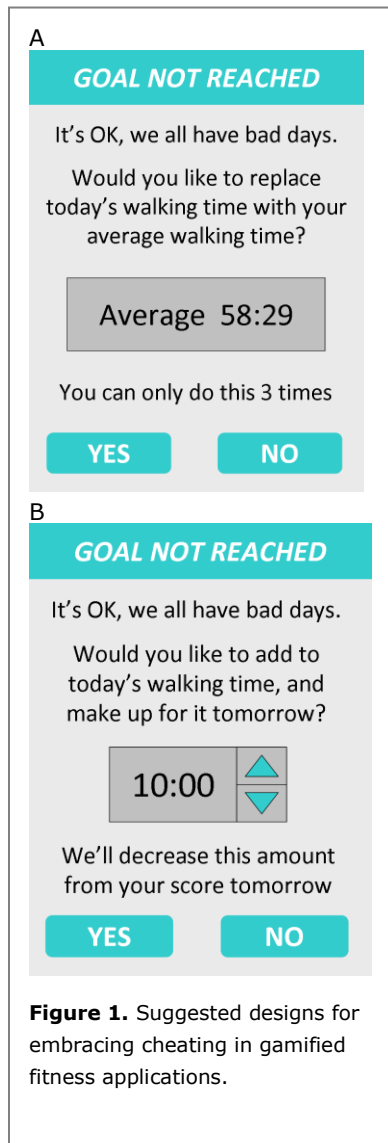 A
GOAL NOT REACHED
It's OK, we all have bad days.
Would you like to replace
today's walking time with your
average walking time?
Average 58:29
You can only do this 3 times
YES NO
B
GOAL NOT REACHED
It's OK, we all have bad days.
Would you like to add to
today's walking time, and
make up for it tomorrow?
10:00
We'll decrease this amount
from your score tomorrow
YES NO
Figure 1. Suggested designs for
embracing cheating in gamified
fitness applications.